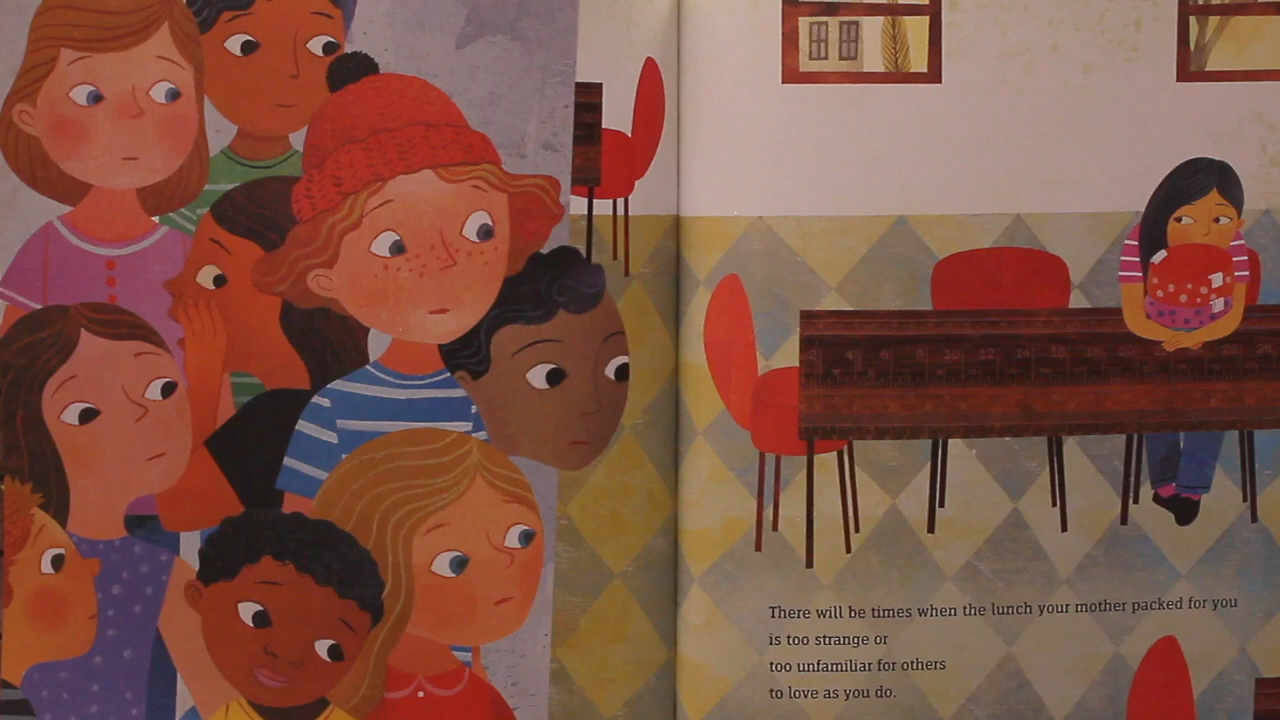 There will be times when the lunch your mother packed for you
is too strange or
too unfamiliar for others
to love as you do.